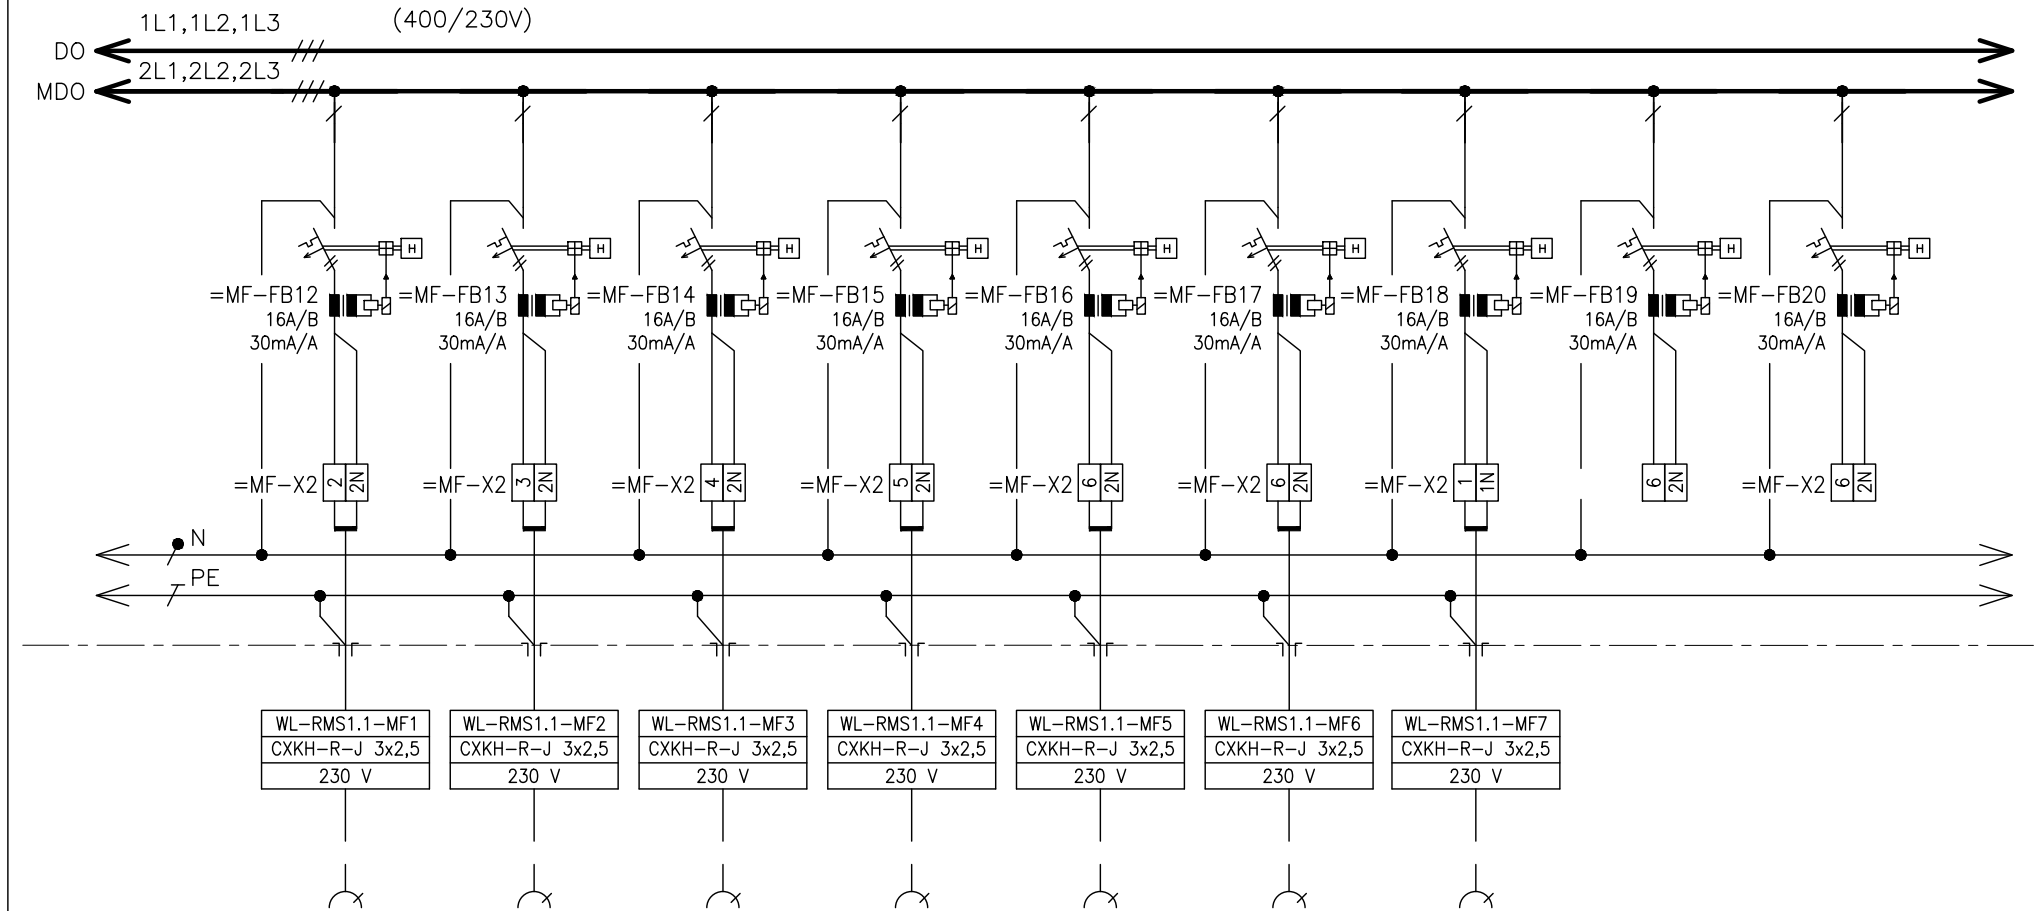 1L1,1L2,1L3 (400/230V)
DO
2L1,2L2,2L3
MDO
H H H H H H H H H
=MF-FB12 =MF-FB13 =MF-FB14 =MF-FB15 =MF-FB16 =MF-FB17 =MF-FB18 =MF-FB19 =MF-FB20
16A/B 16A/B 16A/B 16A/B 16A/B 16A/B 16A/B 16A/B 16A/B
30mA/A 30mA/A 30mA/A 30mA/A 30mA/A 30mA/A 30mA/A 30mA/A 30mA/A
=MF-X2 2 2N =MF-X2 3 2N =MF-X2 4 2N =MF-X2 5 2N =MF-X2 6 2N =MF-X2 6 2N =MF-X2 1 1N 6 2N =MF-X2 6 2N
N
PE
WL-RMS1.1-MF1 WL-RMS1.1-MF2 WL-RMS1.1-MF3 WL-RMS1.1-MF4 WL-RMS1.1-MF5 WL-RMS1.1-MF6 WL-RMS1.1-MF7
CXKH-R-J 3x2,5 CXKH-R-J 3x2,5 CXKH-R-J 3x2,5 CXKH-R-J 3x2,5 CXKH-R-J 3x2,5 CXKH-R-J 3x2,5 CXKH-R-J 3x2,5
230 V 230 V 230 V 230 V 230 V 230 V 230 V